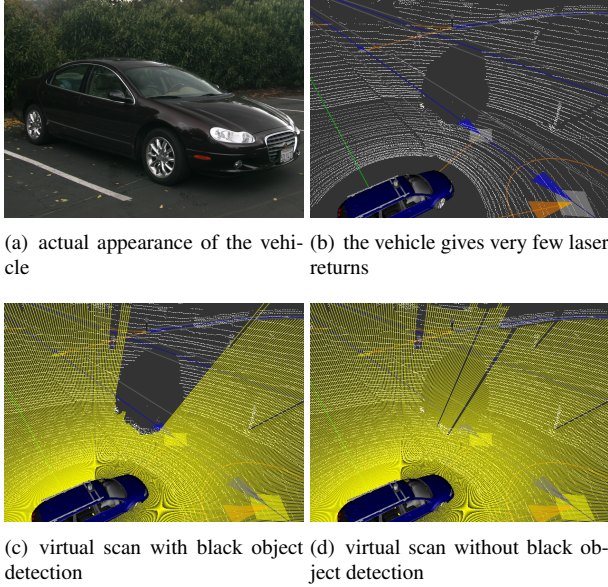 (a) actual appearance of the vehi-
cle
(b) the vehicle gives very few laser
returns
(c) virtual scan with black object
detection
(d) virtual scan without black ob-
ject detection